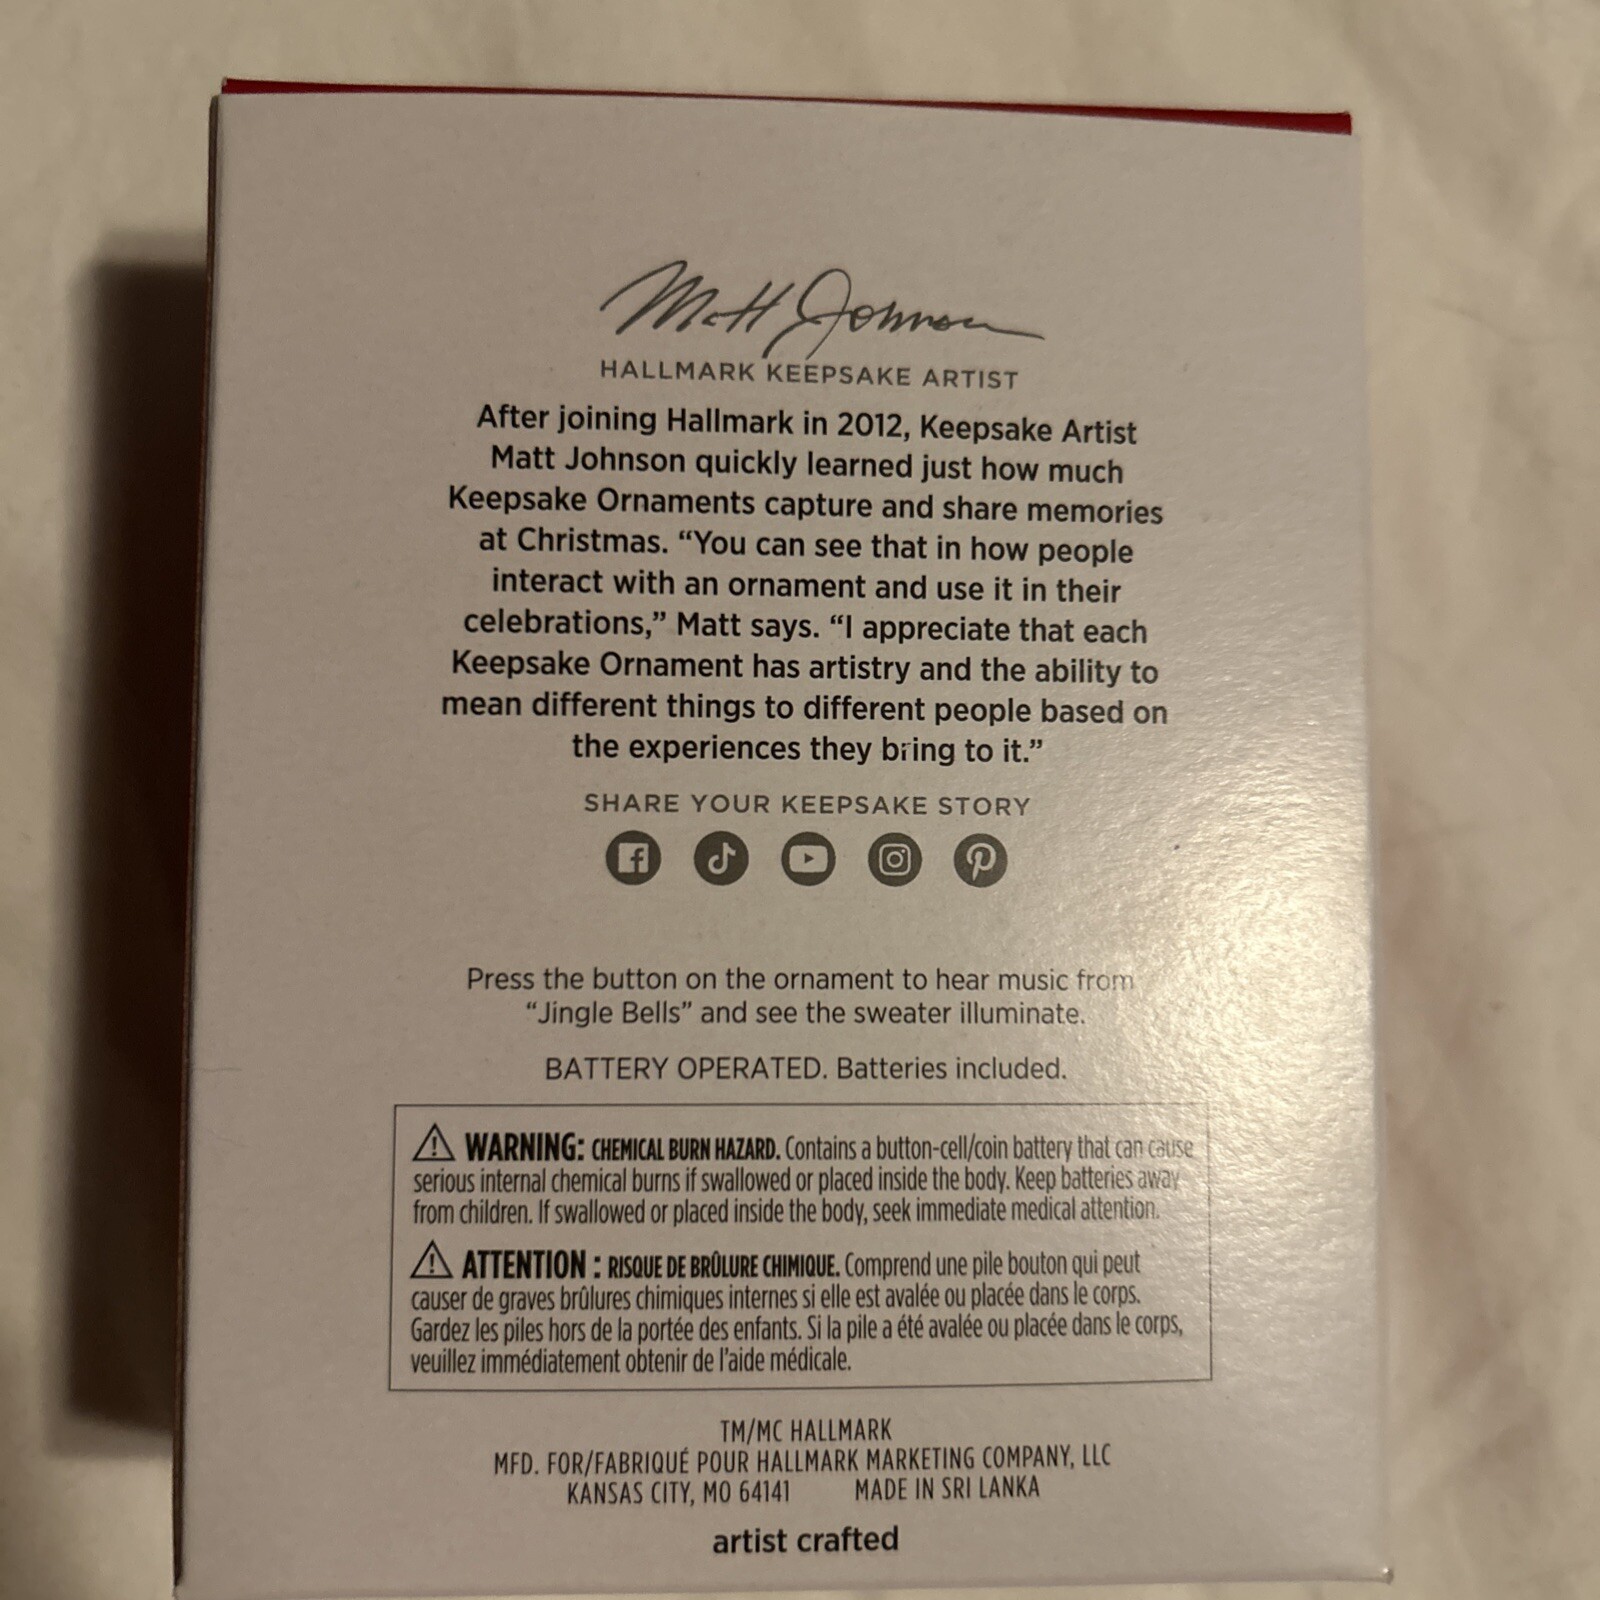 Matt Johnson
HALLMARK KEEPSAKE ARTIST
After joining Hallmark in 2012, Keepsake Artist
Matt Johnson quickly learned just how much
Keepsake Ornaments capture and share memories
at Christmas. “You can see that in how people
interact with an ornament and use it in their
celebrations,” Matt says. “I appreciate that each
Keepsake Ornament has artistry and the ability to
mean different things to different people based on
the experiences they bring to it.”
SHARE YOUR KEEPSAKE STORY
Press the button on the ornament to hear music from
“Jingle Bells” and see the sweater illuminate.
BATTERY OPERATED. Batteries included.
WARNING: CHEMICAL BURN HAZARD. Contains a button-cell/coin battery that can cause
serious internal chemical burns if swallowed or placed inside the body. Keep batteries away
from children. If swallowed or placed inside the body, seek immediate medical attention.
ATTENTION : RISQUE DE BRÛLURE CHIMIQUE. Comprend une pile bouton qui peut
causer de graves brûlures chimiques internes si elle est avalée ou placée dans le corps.
Gardez les piles hors de la portée des enfants. Si la pile a été avalée ou placée dans le corps,
veuillez immédiatement obtenir de l’aide médicale.
TM/MC HALLMARK
MFD. FOR/FABRIQUÉ POUR HALLMARK MARKETING COMPANY, LLC
KANSAS CITY, MO 64141 MADE IN SRI LANKA
artist crafted